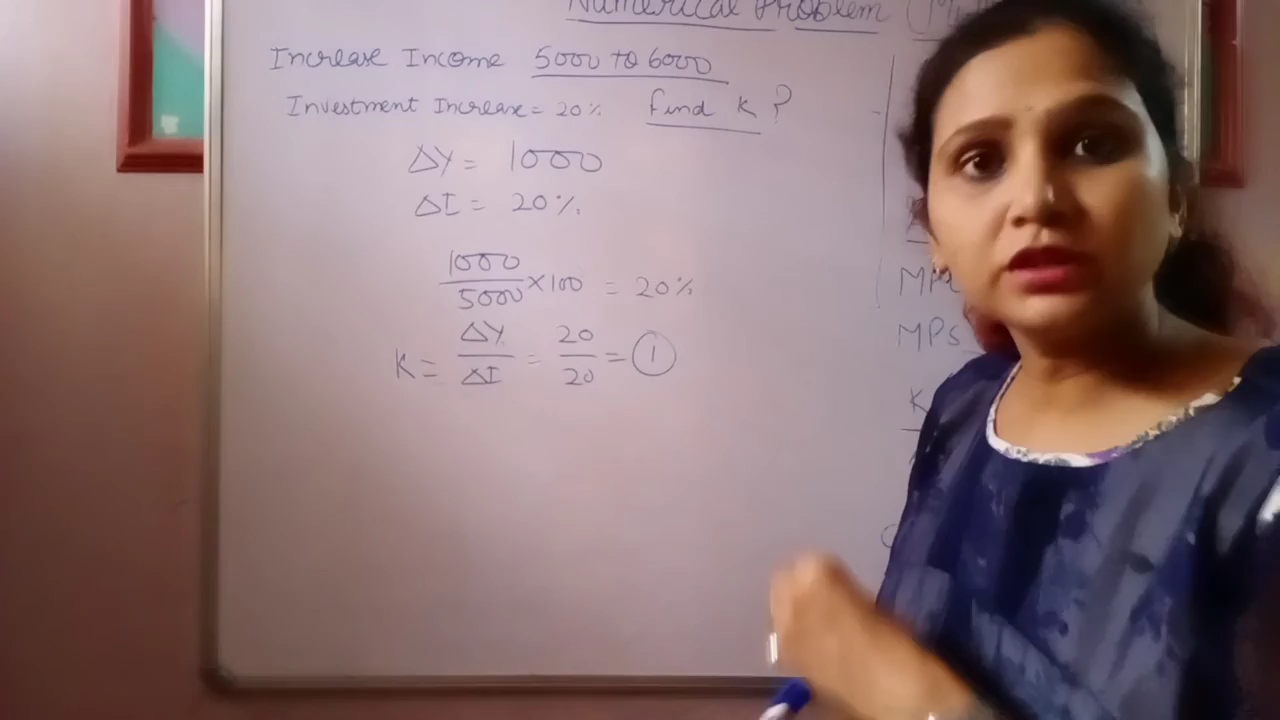 Numerical Problem
Increase Income 5000 to 6000
Investment Increase = 20% find K ?
ΔY = 1000
ΔI = 20%.
1000
5000 × 100 = 20%
K = ΔY/ΔI = 20/20 = 1
MPs
K